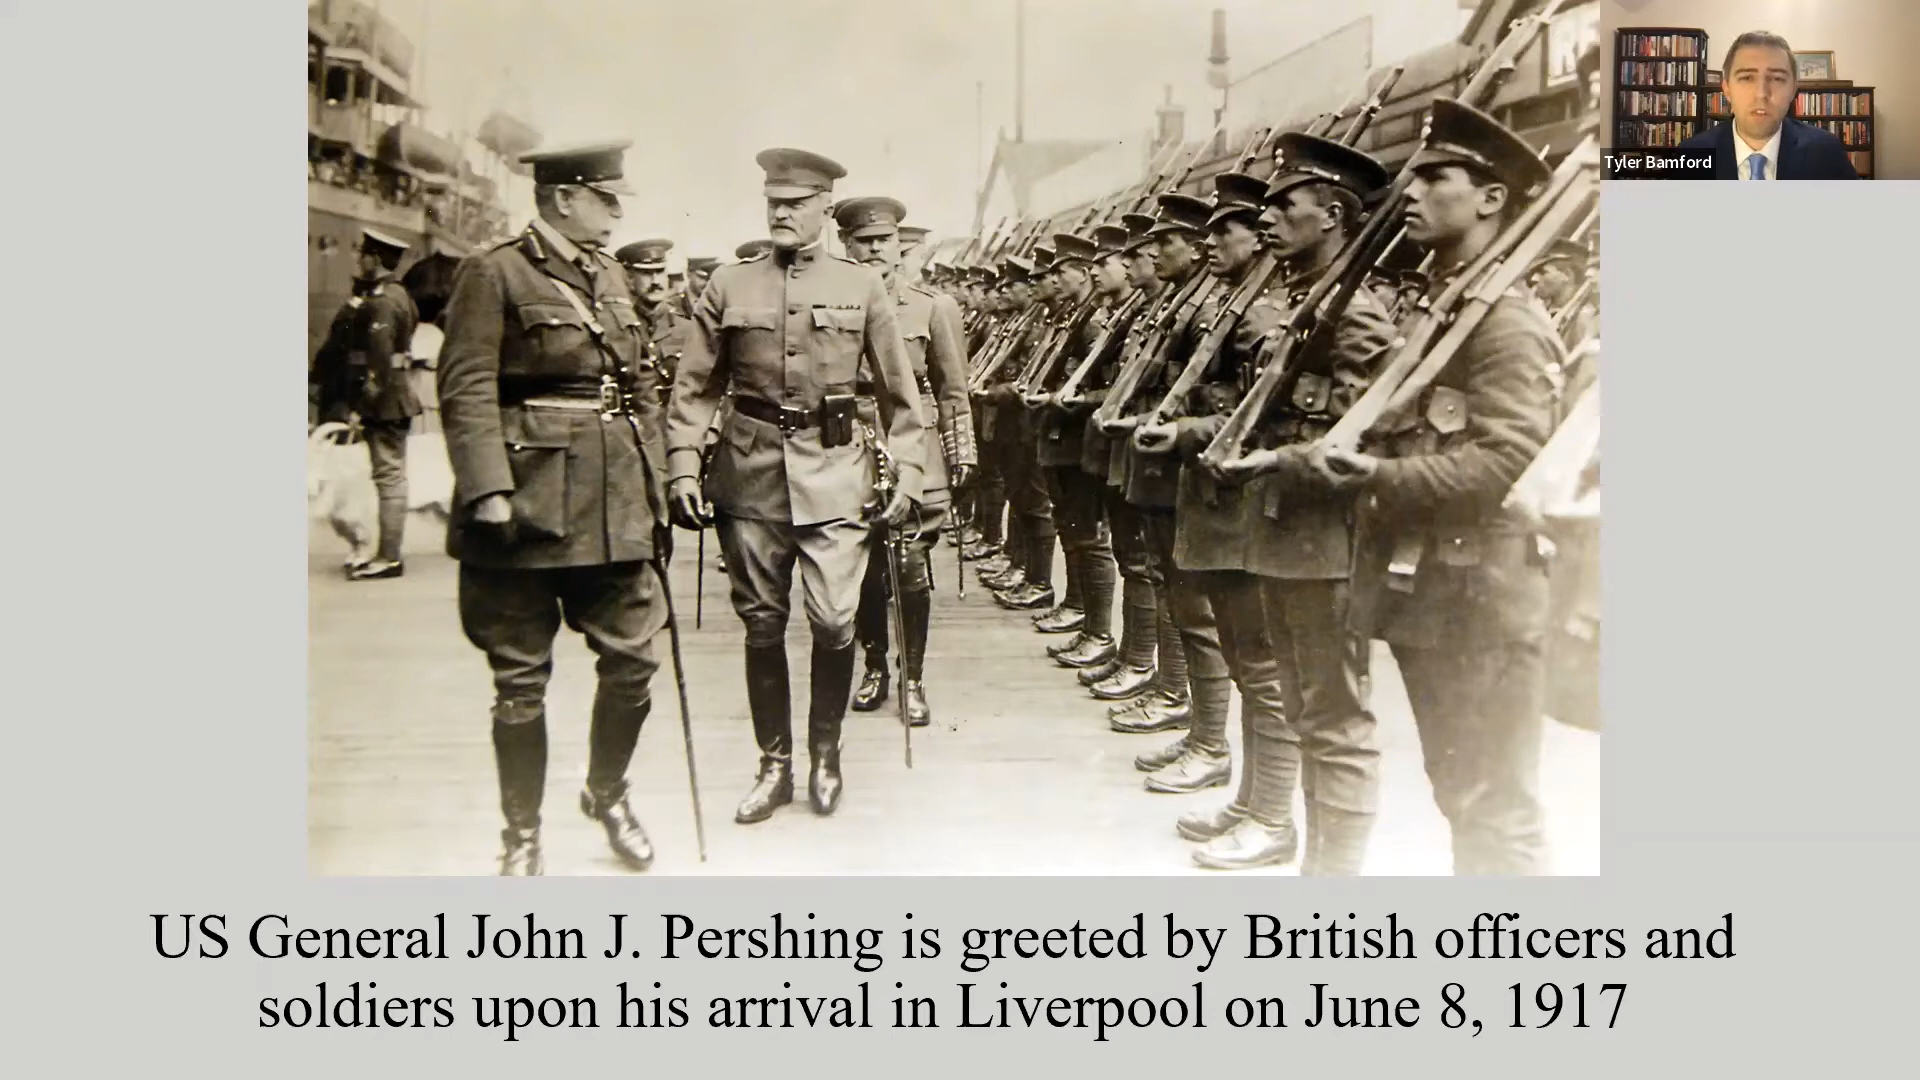 Tyler Bamford
US General John J. Pershing is greeted by British officers and
soldiers upon his arrival in Liverpool on June 8, 1917